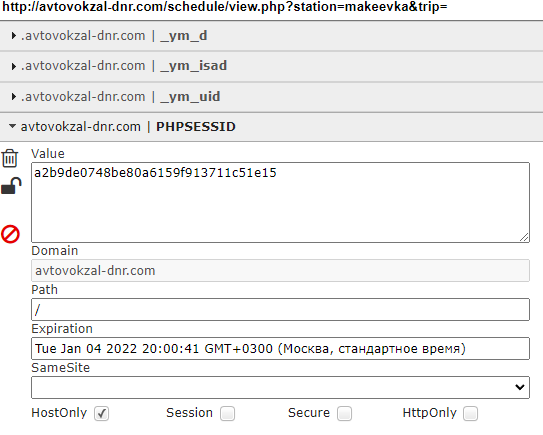 http://avtovokzal-dnr.com/schedule/view.php?station=makeevka&trip=
.avtovokzal-dnr.com | _ym_d
.avtovokzal-dnr.com | _ym_isad
.avtovokzal-dnr.com | _ym_uid
avtovokzal-dnr.com | PHPSESSID
Value
a2b9de0748be80a6159f913711c51e15
Domain
avtovokzal-dnr.com
Path
/
Expiration
Tue Jan 04 2022 20:00:41 GMT+0300 (Москва, стандартное время)
SameSite
HostOnly Session Secure HttpOnly